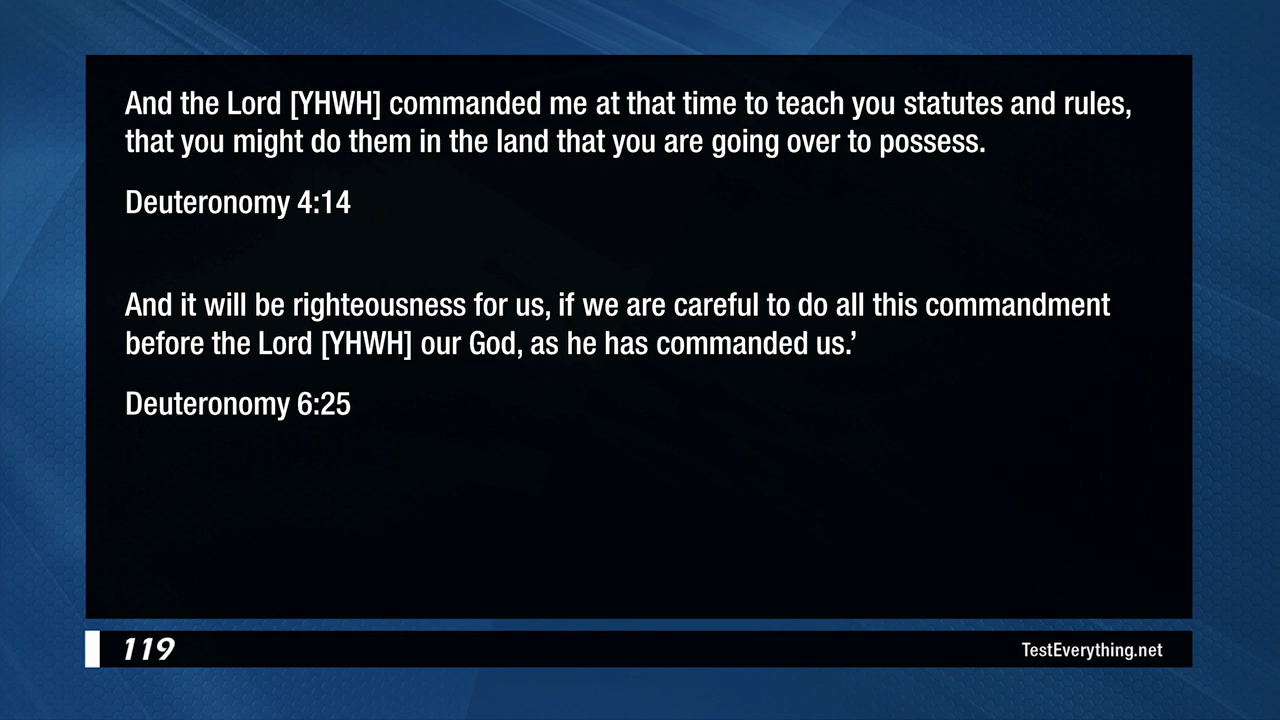 And the Lord [YHWH] commanded me at that time to teach you statutes and rules,
that you might do them in the land that you are going over to possess.
Deuteronomy 4:14
And it will be righteousness for us, if we are careful to do all this commandment
before the Lord [YHWH] our God, as he has commanded us.’
Deuteronomy 6:25
119
TestEverything.net